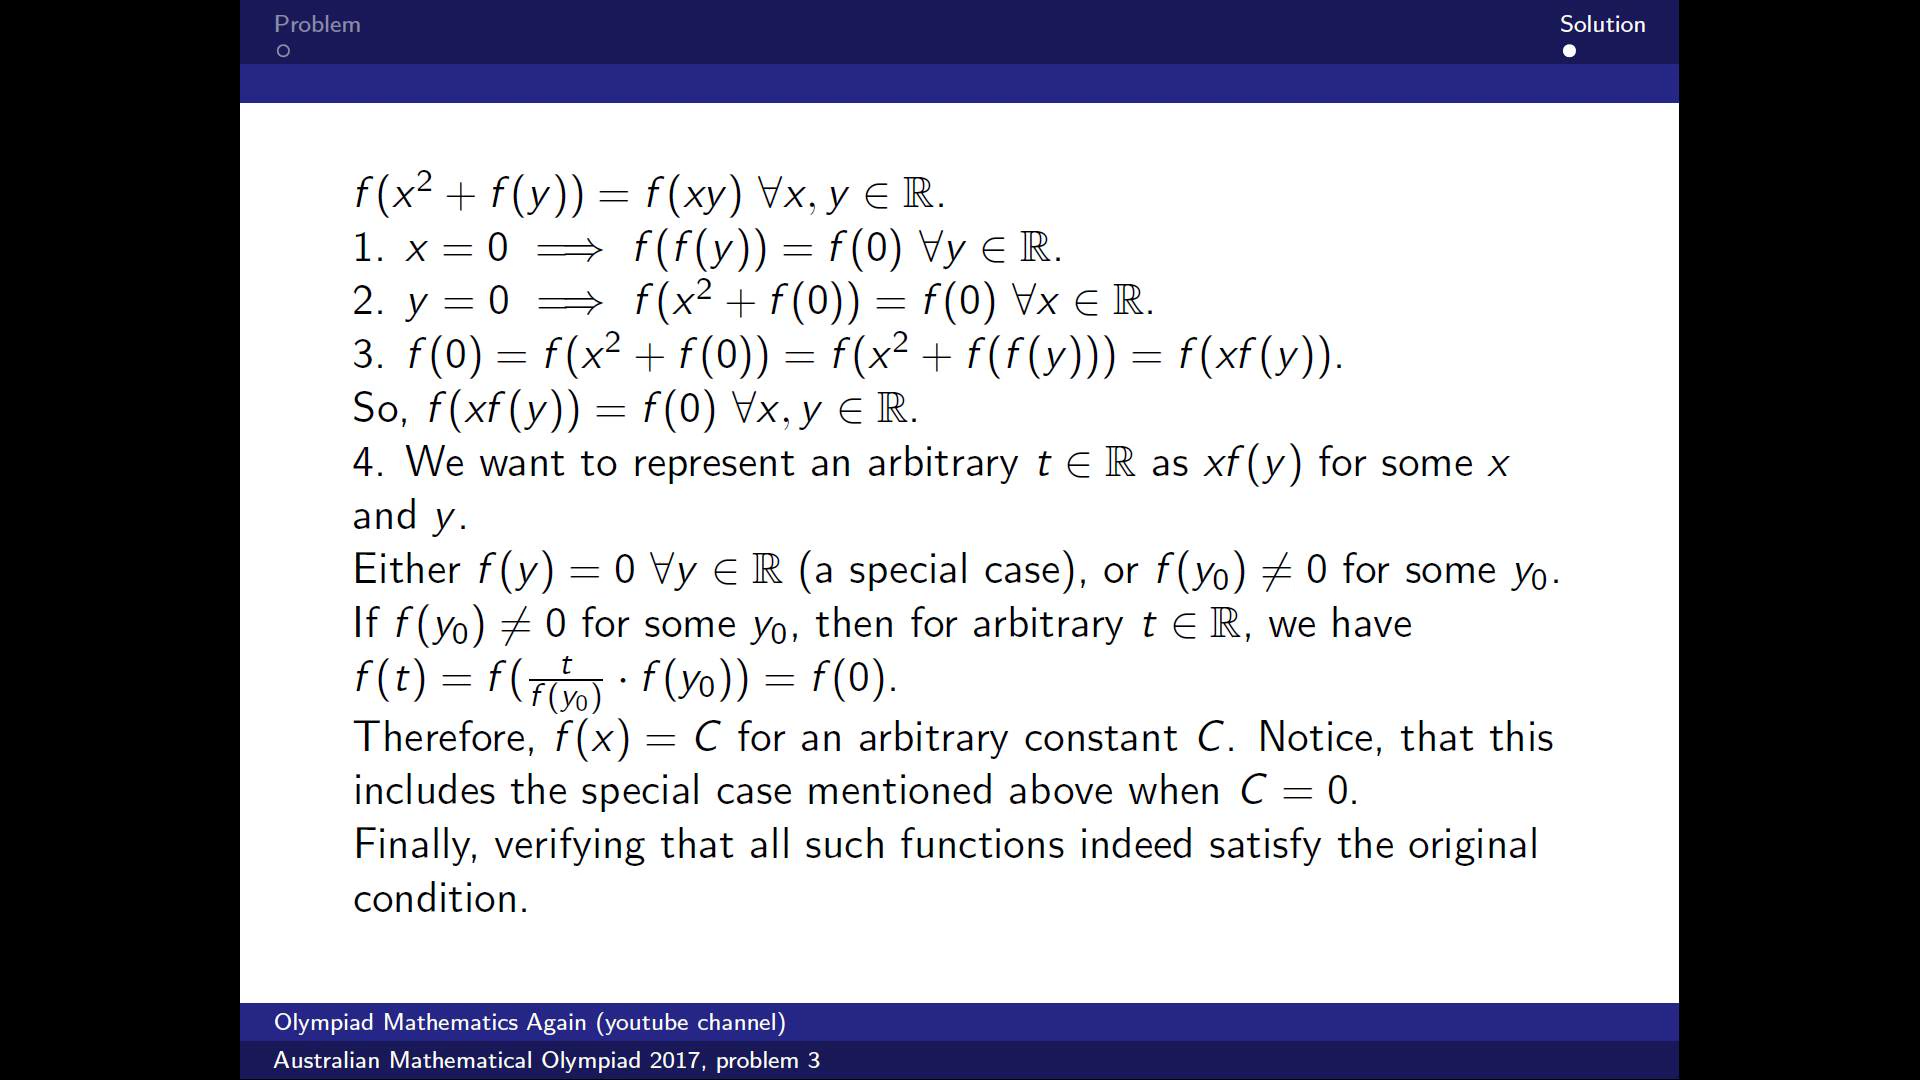 Problem
Solution
f(x² + f(y)) = f(xy) ∀x, y ∈ ℝ.
1. x = 0 ⟹ f(f(y)) = f(0) ∀y ∈ ℝ.
2. y = 0 ⟹ f(x² + f(0)) = f(0) ∀x ∈ ℝ.
3. f(0) = f(x² + f(0)) = f(x² + f(f(y))) = f(xf(y)).
So, f(xf(y)) = f(0) ∀x, y ∈ ℝ.
4. We want to represent an arbitrary t ∈ ℝ as xf(y) for some x
and y.
Either f(y) = 0 ∀y ∈ ℝ (a special case), or f(y₀) ≠ 0 for some y₀.
If f(y₀) ≠ 0 for some y₀, then for arbitrary t ∈ ℝ, we have
f(t) = f(t/f(y₀) · f(y₀)) = f(0).
Therefore, f(x) = C for an arbitrary constant C. Notice, that this
includes the special case mentioned above when C = 0.
Finally, verifying that all such functions indeed satisfy the original
condition.
Olympiad Mathematics Again (youtube channel)
Australian Mathematical Olympiad 2017, problem 3